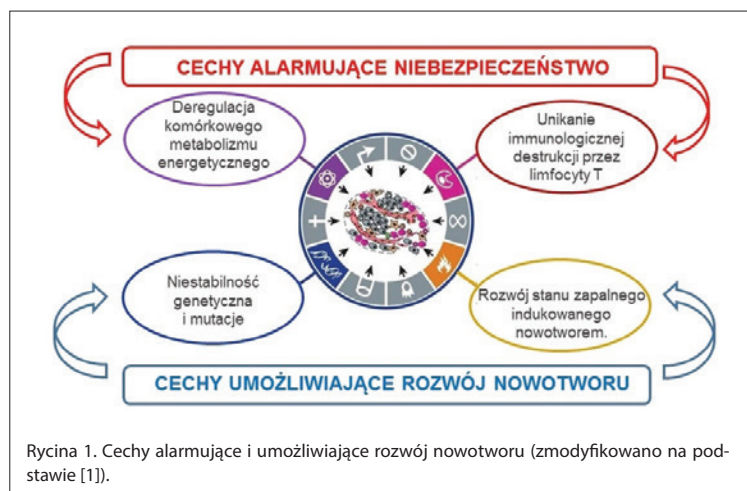 CECHY ALARMUJĄCE NIEBEZPIECZEŃSTWO
Deregulacja
komórkowego
metabolizmu
energetycznego
Unikanie
immunologicznej
destrukcji przez
limfocyty T
Niestabilność
genetyczna
i mutacje
Rozwój stanu zapalnego
indukowanego
nowotworem.
CECHY UMOŻLIWIAJĄCE ROZWÓJ NOWOTWORU
Rycina 1. Cechy alarmujące i umożliwiające rozwój nowotworu (zmodyfikowano na pod-
stawie [1]).